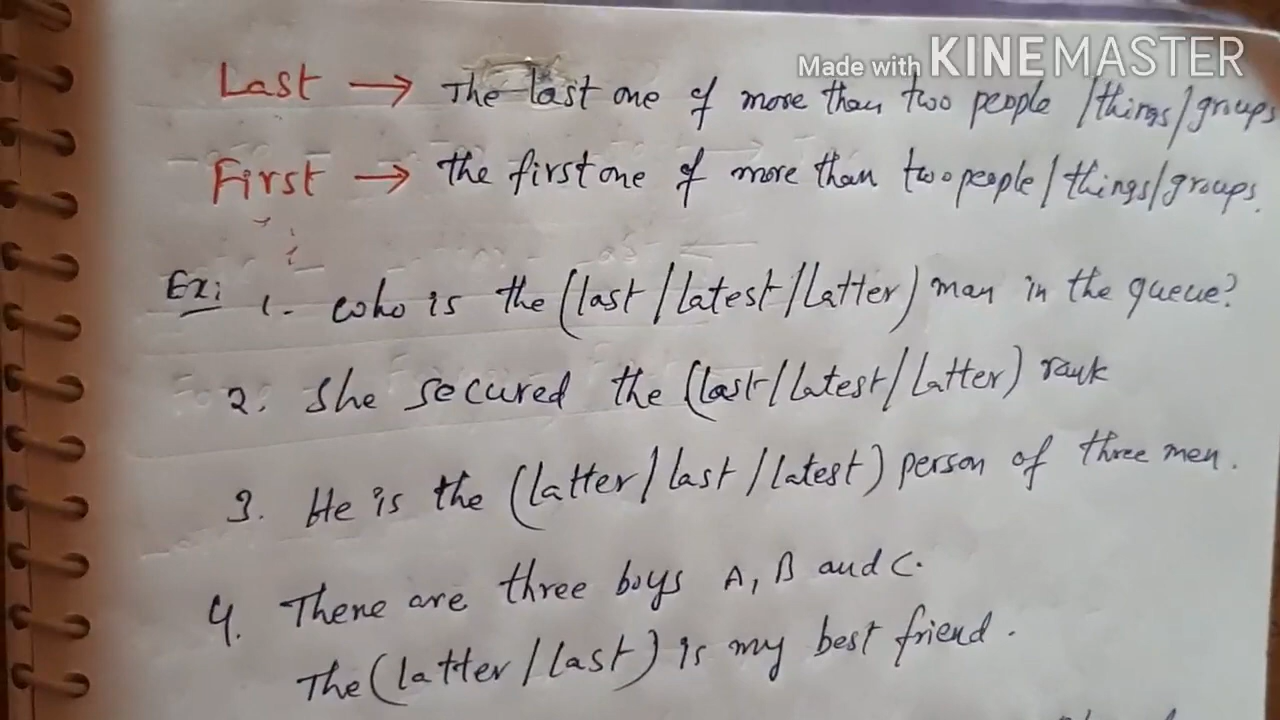 Made with KINEMASTER
Last → The last one of more than two people /things/groups
First → the first one of more than two people/things/groups.
Ex: 1. Who is the (last/latest/latter) man in the queue?
2. She secured the (last/latest/latter) rank
3. He is the (latter/last/latest) person of three men.
4. There are three boys A, B and C.
The (latter/last) is my best friend.